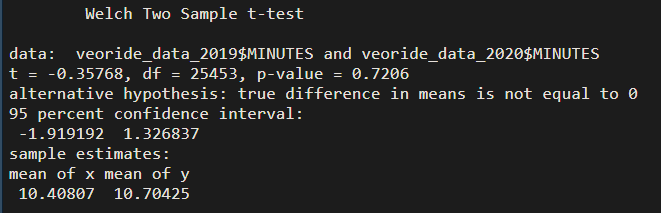 Welch Two Sample t-test
data:  veoride_data_2019$MINUTES and veoride_data_2020$MINUTES
t = -0.35768, df = 25453, p-value = 0.7206
alternative hypothesis: true difference in means is not equal to 0
95 percent confidence interval:
 -1.919192  1.326837
sample estimates:
mean of x mean of y
 10.40807  10.70425